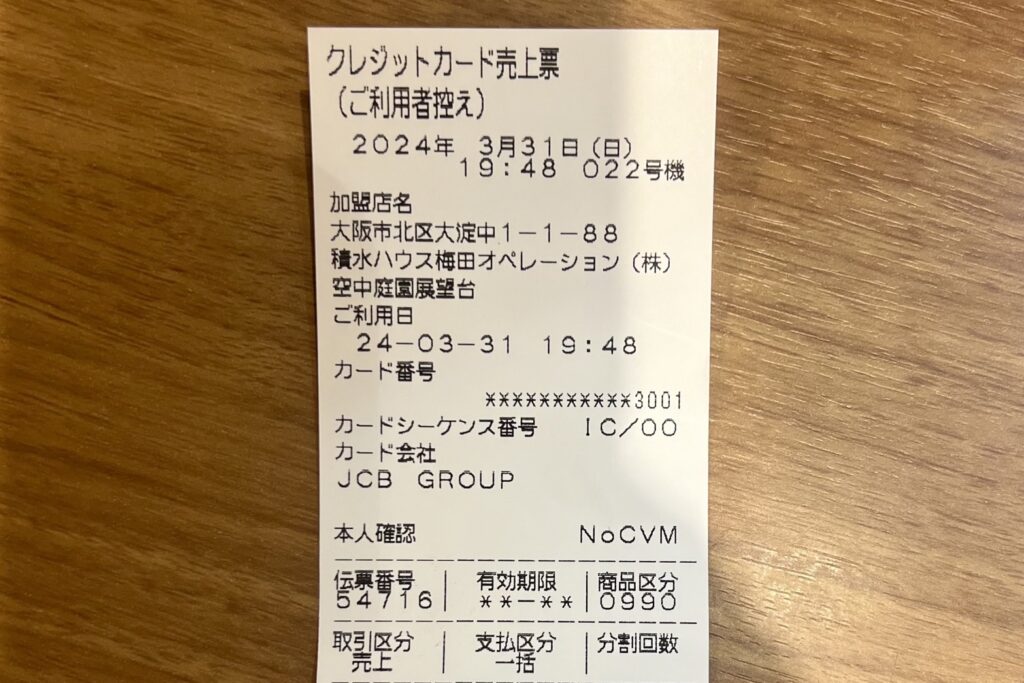 クレジットカード売上票
（ご利用者控え）
２０２４年　３月３１日（日）
１９：４８　０２２号機
加盟店名
大阪市北区大淀中１－１－８８
積水ハウス梅田オペレーション（株）
空中庭園展望台
ご利用日
２４－０３－３１　１９：４８
カード番号
***********3001
カードシーケンス番号　ＩＣ／００
カード会社
ＪＣＢ　ＧＲＯＵＰ
本人確認　ＮｏＣＶＭ
伝票番号　有効期限　商品区分
５４７１６　＊＊－＊＊　０９９０
取引区分　支払区分　分割回数
売上　一括